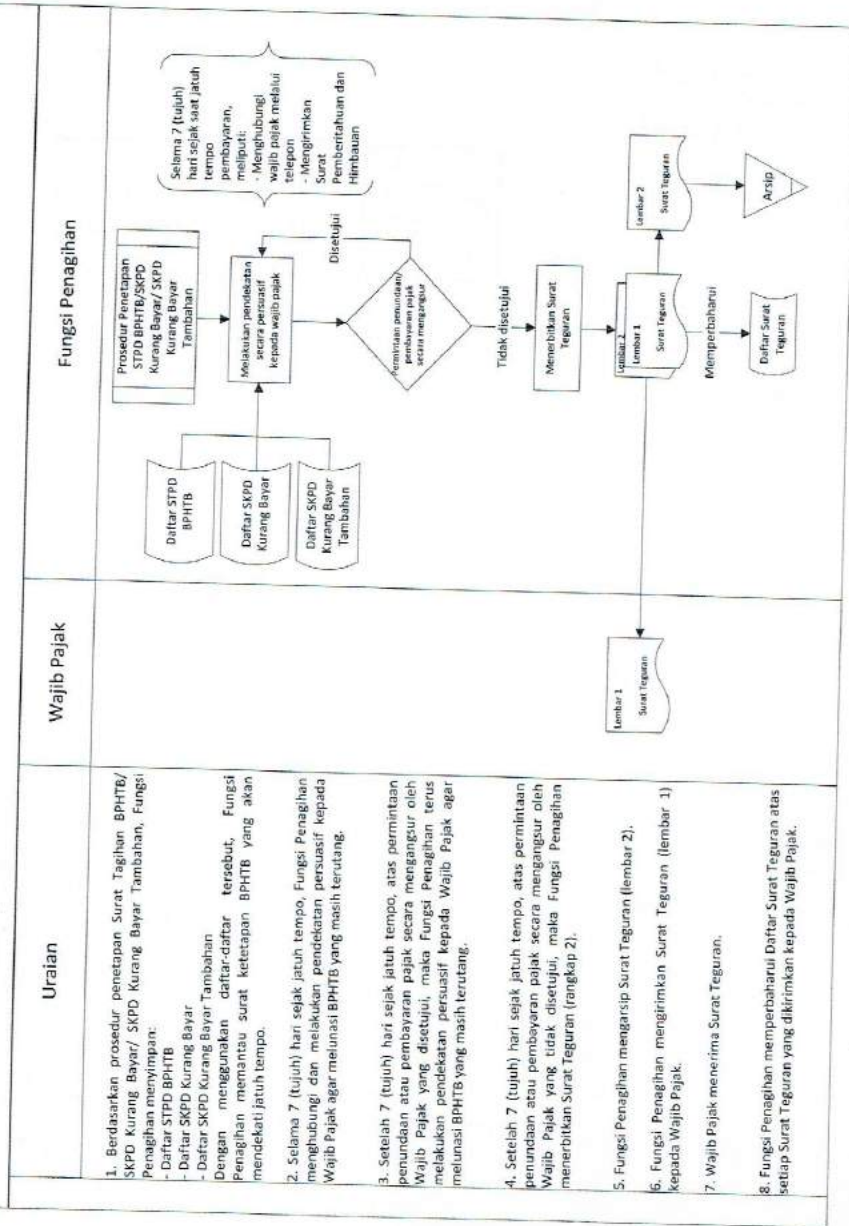 Uraian
Wajib Pajak
Fungsi Penagihan
1. Berdasarkan prosedur penetapan Surat Tagihan BPHTB/
SKPD Kurang Bayar/ SKPD Kurang Bayar Tambahan, Fungsi
Penagihan menyimpan:
- Daftar STPD BPHTB
- Daftar SKPD Kurang Bayar
- Daftar SKPD Kurang Bayar Tambahan
Dengan menggunakan daftar-daftar tersebut, Fungsi
Penagihan memantau surat ketetapan BPHTB yang akan
mendekati jatuh tempo.
2. Selama 7 (tujuh) hari sejak jatuh tempo, Fungsi Penagihan
menghubungi dan melakukan pendekatan persuasif kepada
Wajib Pajak agar melunasi BPHTB yang masih terutang.
3. Setelah 7 (tujuh) hari sejak jatuh tempo, atas permintaan
penundaan atau pembayaran pajak secara mengangsur oleh
Wajib Pajak yang disetujui, maka Fungsi Penagihan terus
melakukan pendekatan persuasif kepada Wajib Pajak agar
melunasi BPHTB yang masih terutang.
4. Setelah 7 (tujuh) hari sejak jatuh tempo, atas permintaan
penundaan atau pembayaran pajak secara mengangsur oleh
Wajib Pajak yang tidak disetujui, maka Fungsi Penagihan
menerbitkan Surat Teguran (rangkap 2).
5. Fungsi Penagihan mengarsip Surat Teguran (lembar 2).
6. Fungsi Penagihan mengirimkan Surat Teguran (lembar 1)
kepada Wajib Pajak.
7. Wajib Pajak menerima Surat Teguran.
8. Fungsi Penagihan memperbaharui Daftar Surat Teguran atas
setiap Surat Teguran yang dikirimkan kepada Wajib Pajak.
Lembar 1
Surat Teguran
Daftar STPD
BPHTB
Daftar SKPD
Kurang Bayar
Daftar SKPD
Kurang Bayar
Tambahan
Prosedur Penetapan
STPD BPHTB/SKPD
Kurang Bayar/ SKPD
Kurang Bayar
Tambahan
Melakukan pendekatan
secara persuasif
kepada wajib pajak
Selama 7 (tujuh)
hari sejak saat jatuh
tempo
pembayaran,
meliputi:
- Menghubungi
wajib pajak melalui
telepon
- Mengirimkan
Surat
Pemberitahuan dan
Himbauan
Disetujui
Permintaan penundaan/
pembayaran pajak
secara mengangsur
Tidak disetujui
Menerbitkan Surat
Teguran
Lembar 2
Lembar 1
Surat Teguran
Lembar 2
Surat Teguran
Memperbaharui
Daftar Surat
Teguran
Arsip